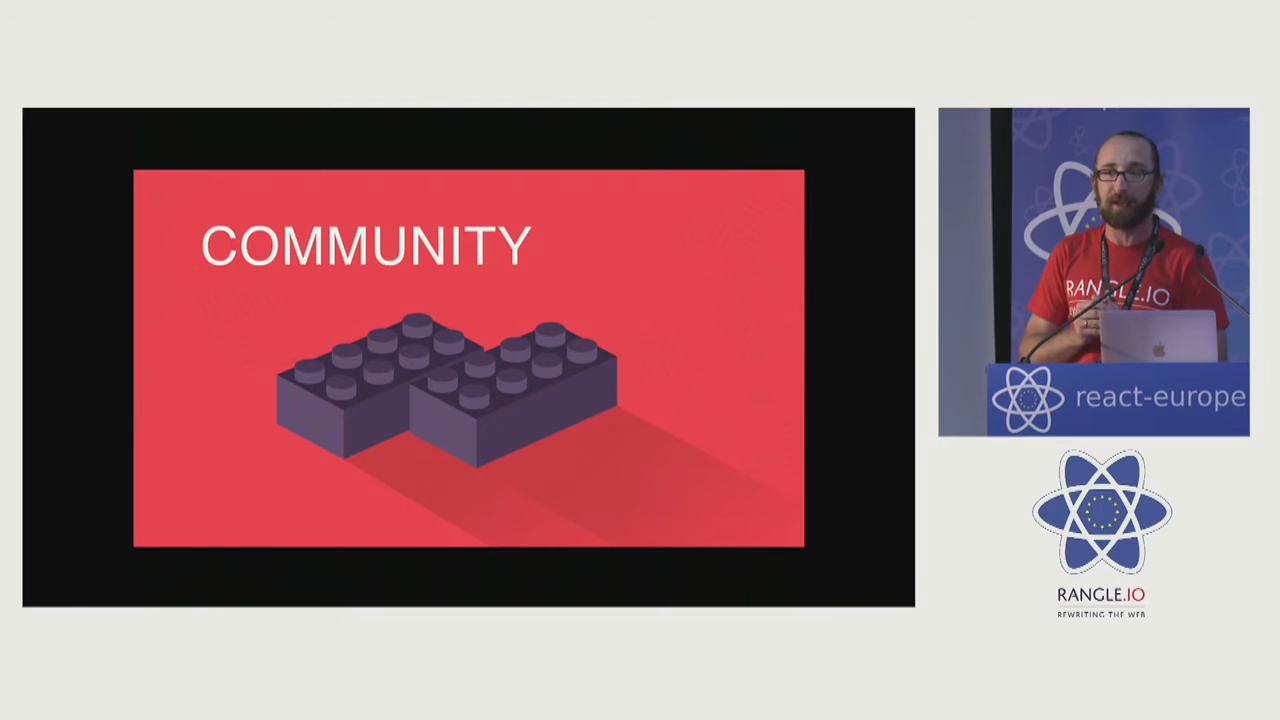 COMMUNITY
RANGLE.IO
react-europe
RANGLE.IO
REWRITING THE WEB